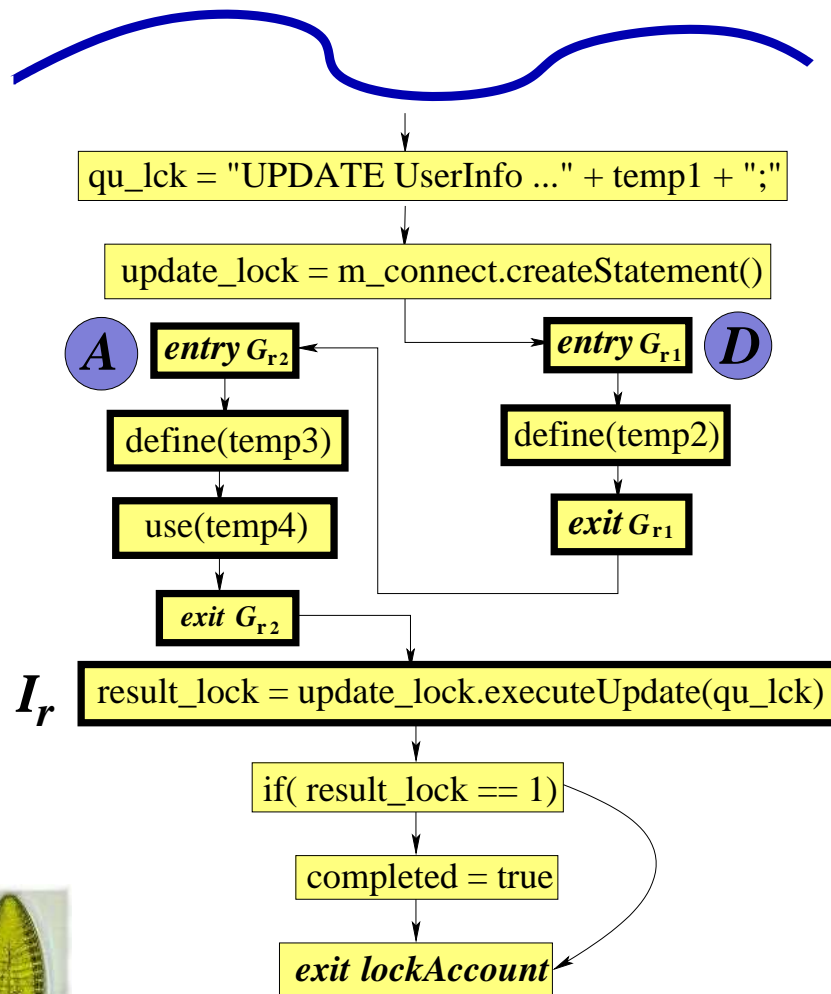 qu_lck = "UPDATE UserInfo ..." + temp1 + ";"
update_lock = m_connect.createStatement()
A
entry Gr2
entry Gr1
D
define(temp3)
define(temp2)
use(temp4)
exit Gr1
exit Gr2
Ir
result_lock = update_lock.executeUpdate(qu_lck)
if( result_lock == 1)
completed = true
exit lockAccount